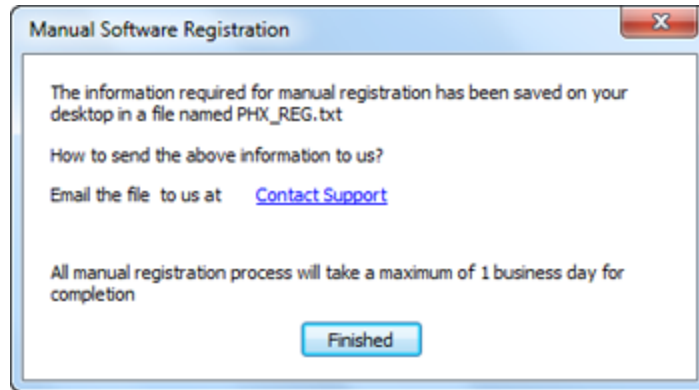 Manual Software Registration
The information required for manual registration has been saved on your
desktop in a file named PHX_REG.txt
How to send the above information to us?
Email the file to us at Contact Support
All manual registration process will take a maximum of 1 business day for
completion
Finished